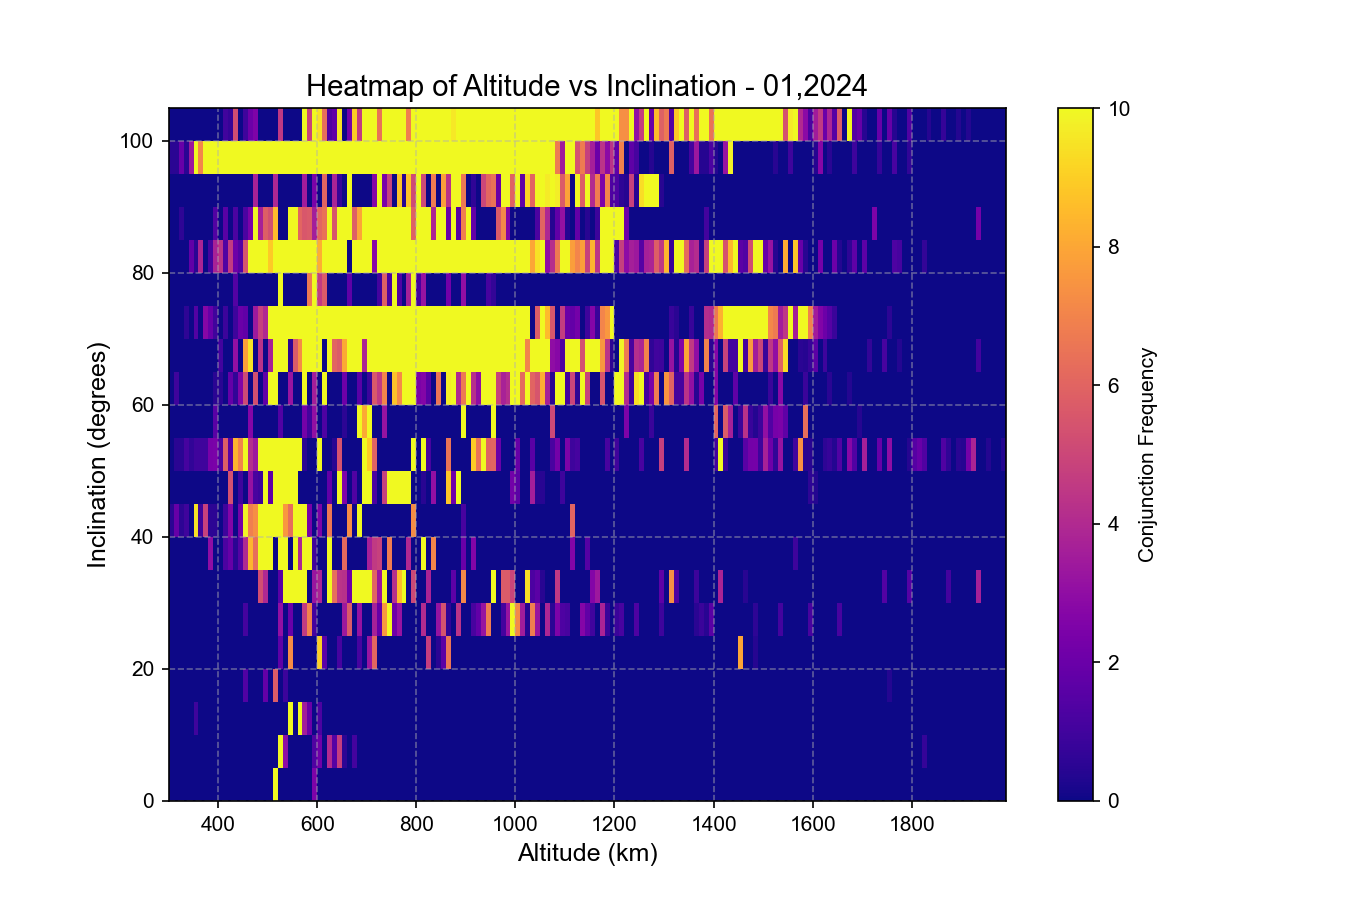 Heatmap of Altitude vs Inclination - 01,2024
Inclination (degrees)
100
80
60
40
20
0
400 600 800 1000 1200 1400 1600 1800
Altitude (km)
10
8
6
4
2
0
Conjunction Frequency